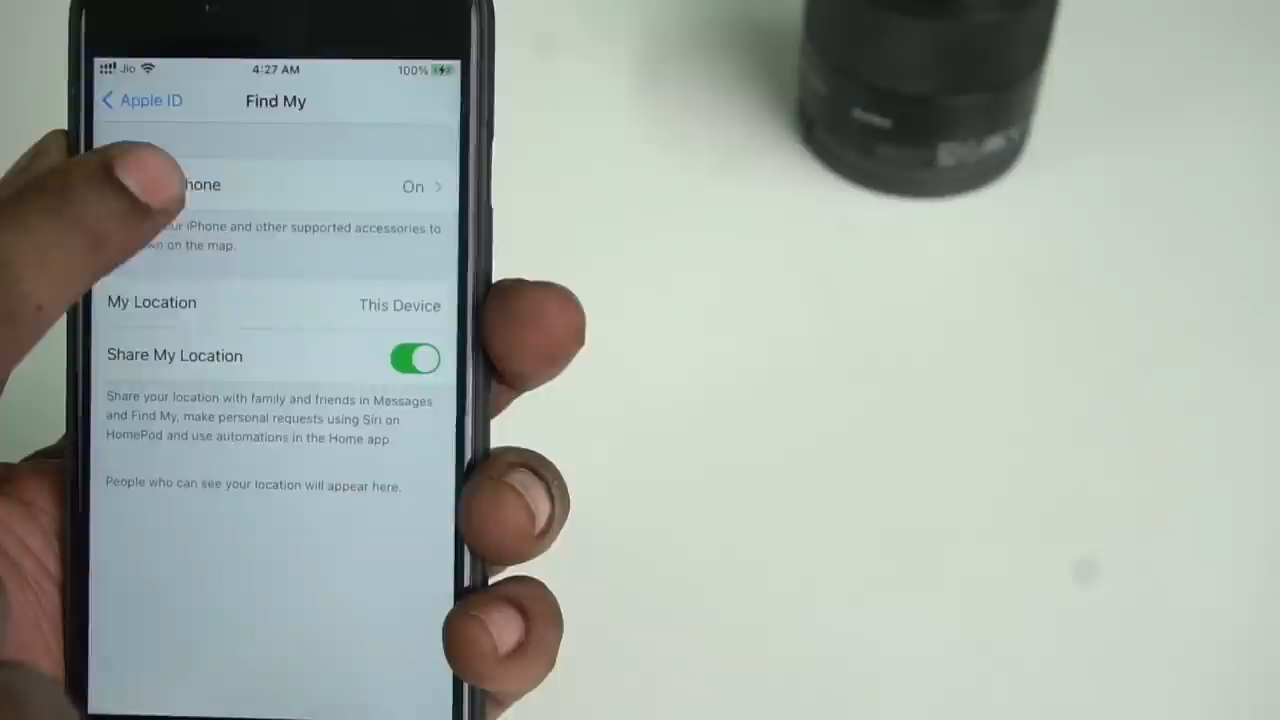 Jio 4:27 AM 100%
Apple ID Find My
On
iPhone and other supported accessories to
on the map.
My Location This Device
Share My Location
Share your location with family and friends in Messages
and Find My, make personal requests using Siri on
HomePod and use automations in the Home app.
People who can see your location will appear here.